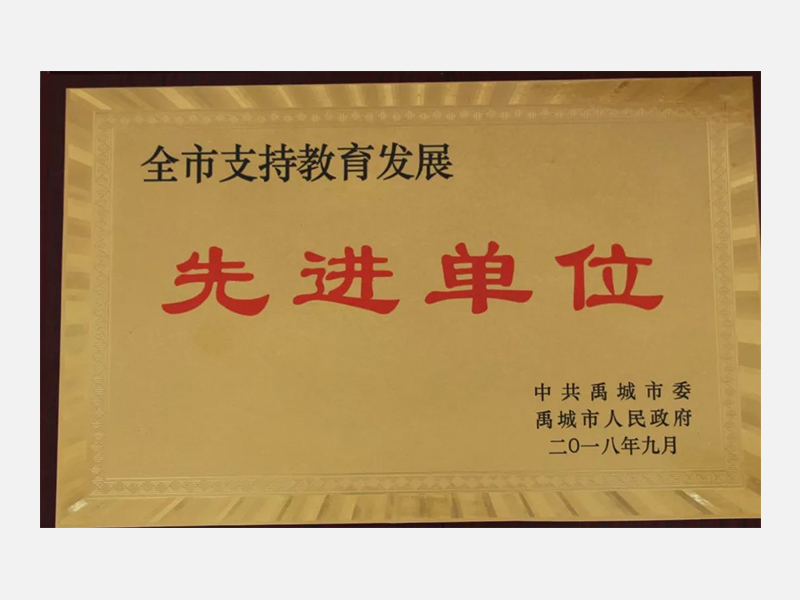 全市支持教育发展
先进单位
中共禹城市委
禹城市人民政府
二〇一八年九月